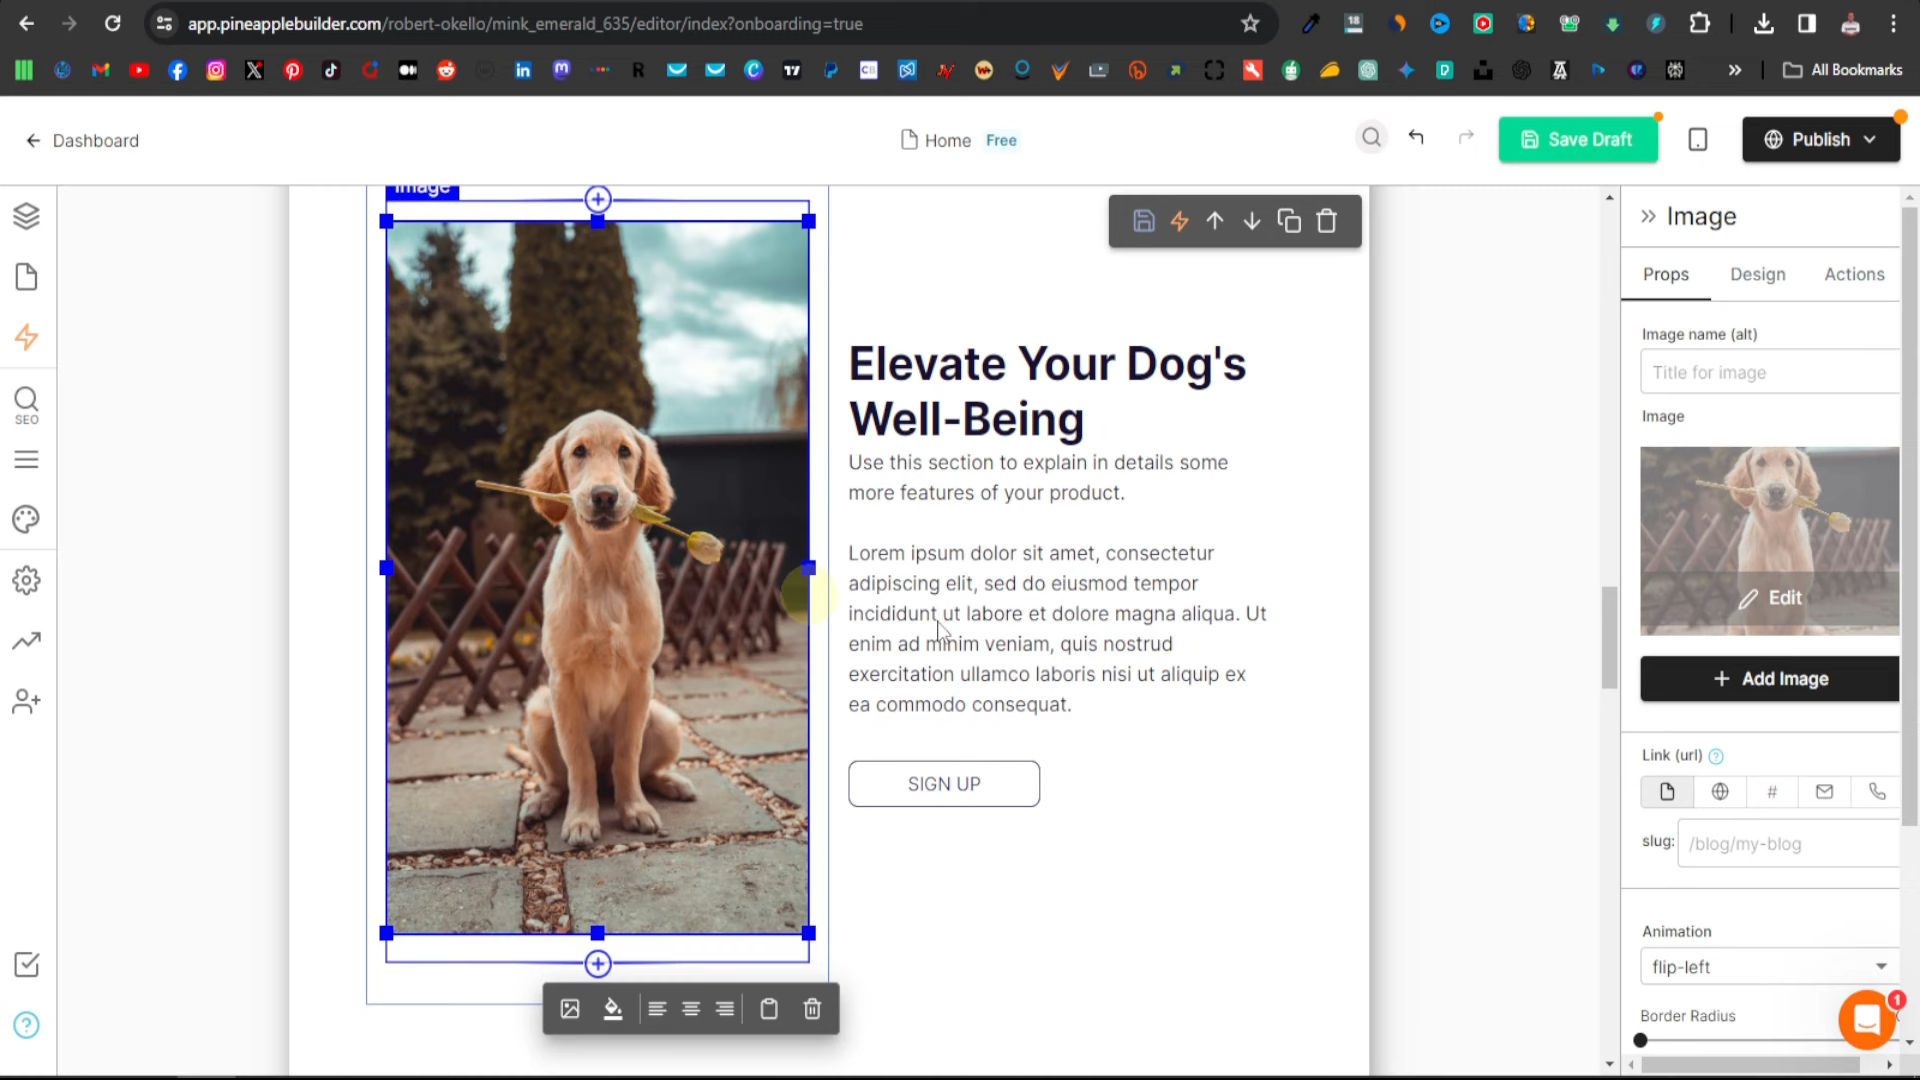 app.pineapplebuilder.com/robert-okello/mink_emerald_635/editor/index?onboarding=true
18
All Bookmarks
Dashboard
Home Free
Save Draft
Publish
Image
Image
Props Design Actions
Image name (alt)
Title for image
Image
Edit
Add Image
Link (url)
#
slug: /blog/my-blog
Animation
flip-left
Border Radius
1
SEO
Elevate Your Dog's
Well-Being
Use this section to explain in details some
more features of your product.
Lorem ipsum dolor sit amet, consectetur
adipiscing elit, sed do eiusmod tempor
incididunt ut labore et dolore magna aliqua. Ut
enim ad minim veniam, quis nostrud
exercitation ullamco laboris nisi ut aliquip ex
ea commodo consequat.
SIGN UP